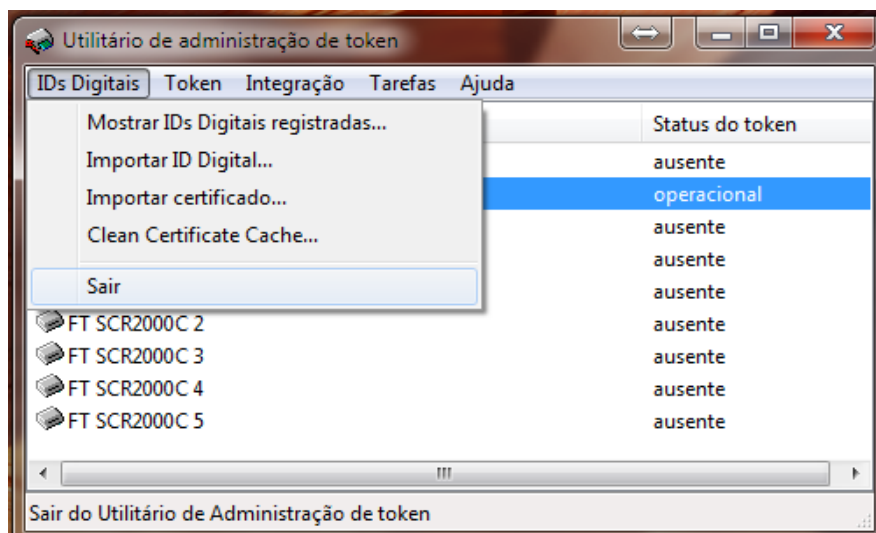 Utilitário de administração de token
IDs Digitais Token Integração Tarefas Ajuda
Mostrar IDs Digitais registradas...
Importar ID Digital...
Importar certificado...
Clean Certificate Cache...
Sair
Status do token
ausente
operacional
ausente
ausente
ausente
FT SCR2000C 2 ausente
FT SCR2000C 3 ausente
FT SCR2000C 4 ausente
FT SCR2000C 5 ausente
Sair do Utilitário de Administração de token